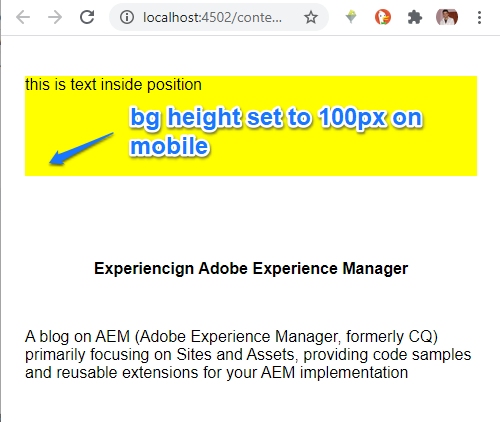 localhost:4502/conte...
this is text inside position
bg height set to 100px on
mobile
Experiencign Adobe Experience Manager
A blog on AEM (Adobe Experience Manager, formerly CQ)
primarily focusing on Sites and Assets, providing code samples
and reusable extensions for your AEM implementation